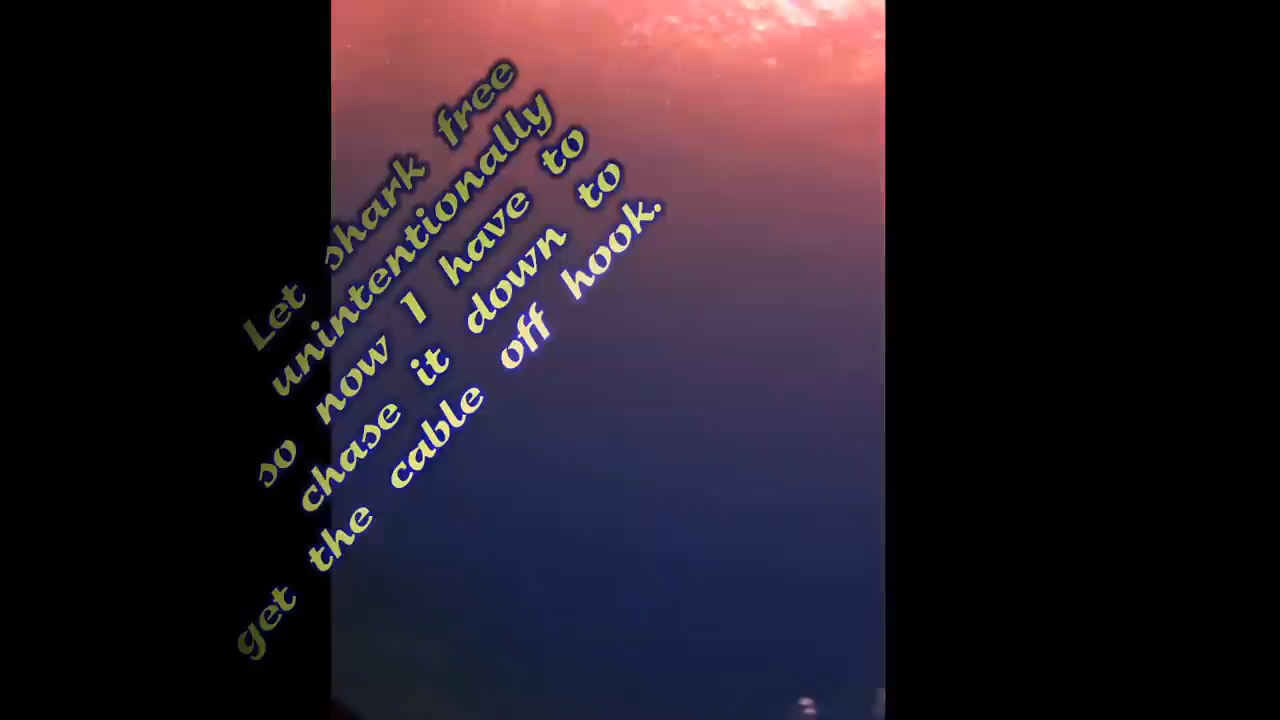 Let shark free
unintentionally
so now I have to
chase it down to
get the cable off hook.